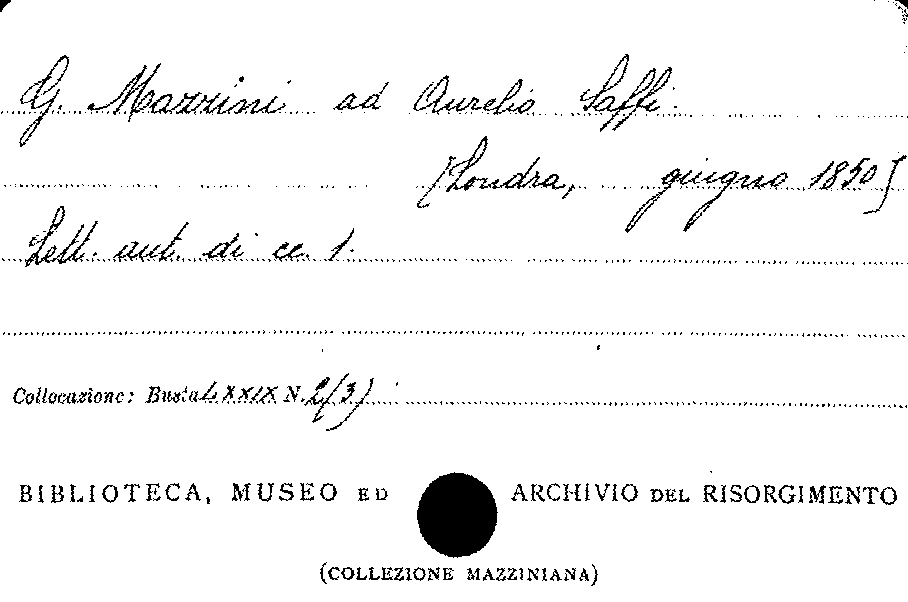 G. Mazzini ad Aurelio Saffi.
[Londra, giugno 1850]
Lett. aut. di cc. 1.
Collocazione: Busta LXXIX N. 2(3)
BIBLIOTECA, MUSEO ED ARCHIVIO DEL RISORGIMENTO
(COLLEZIONE MAZZINIANA)